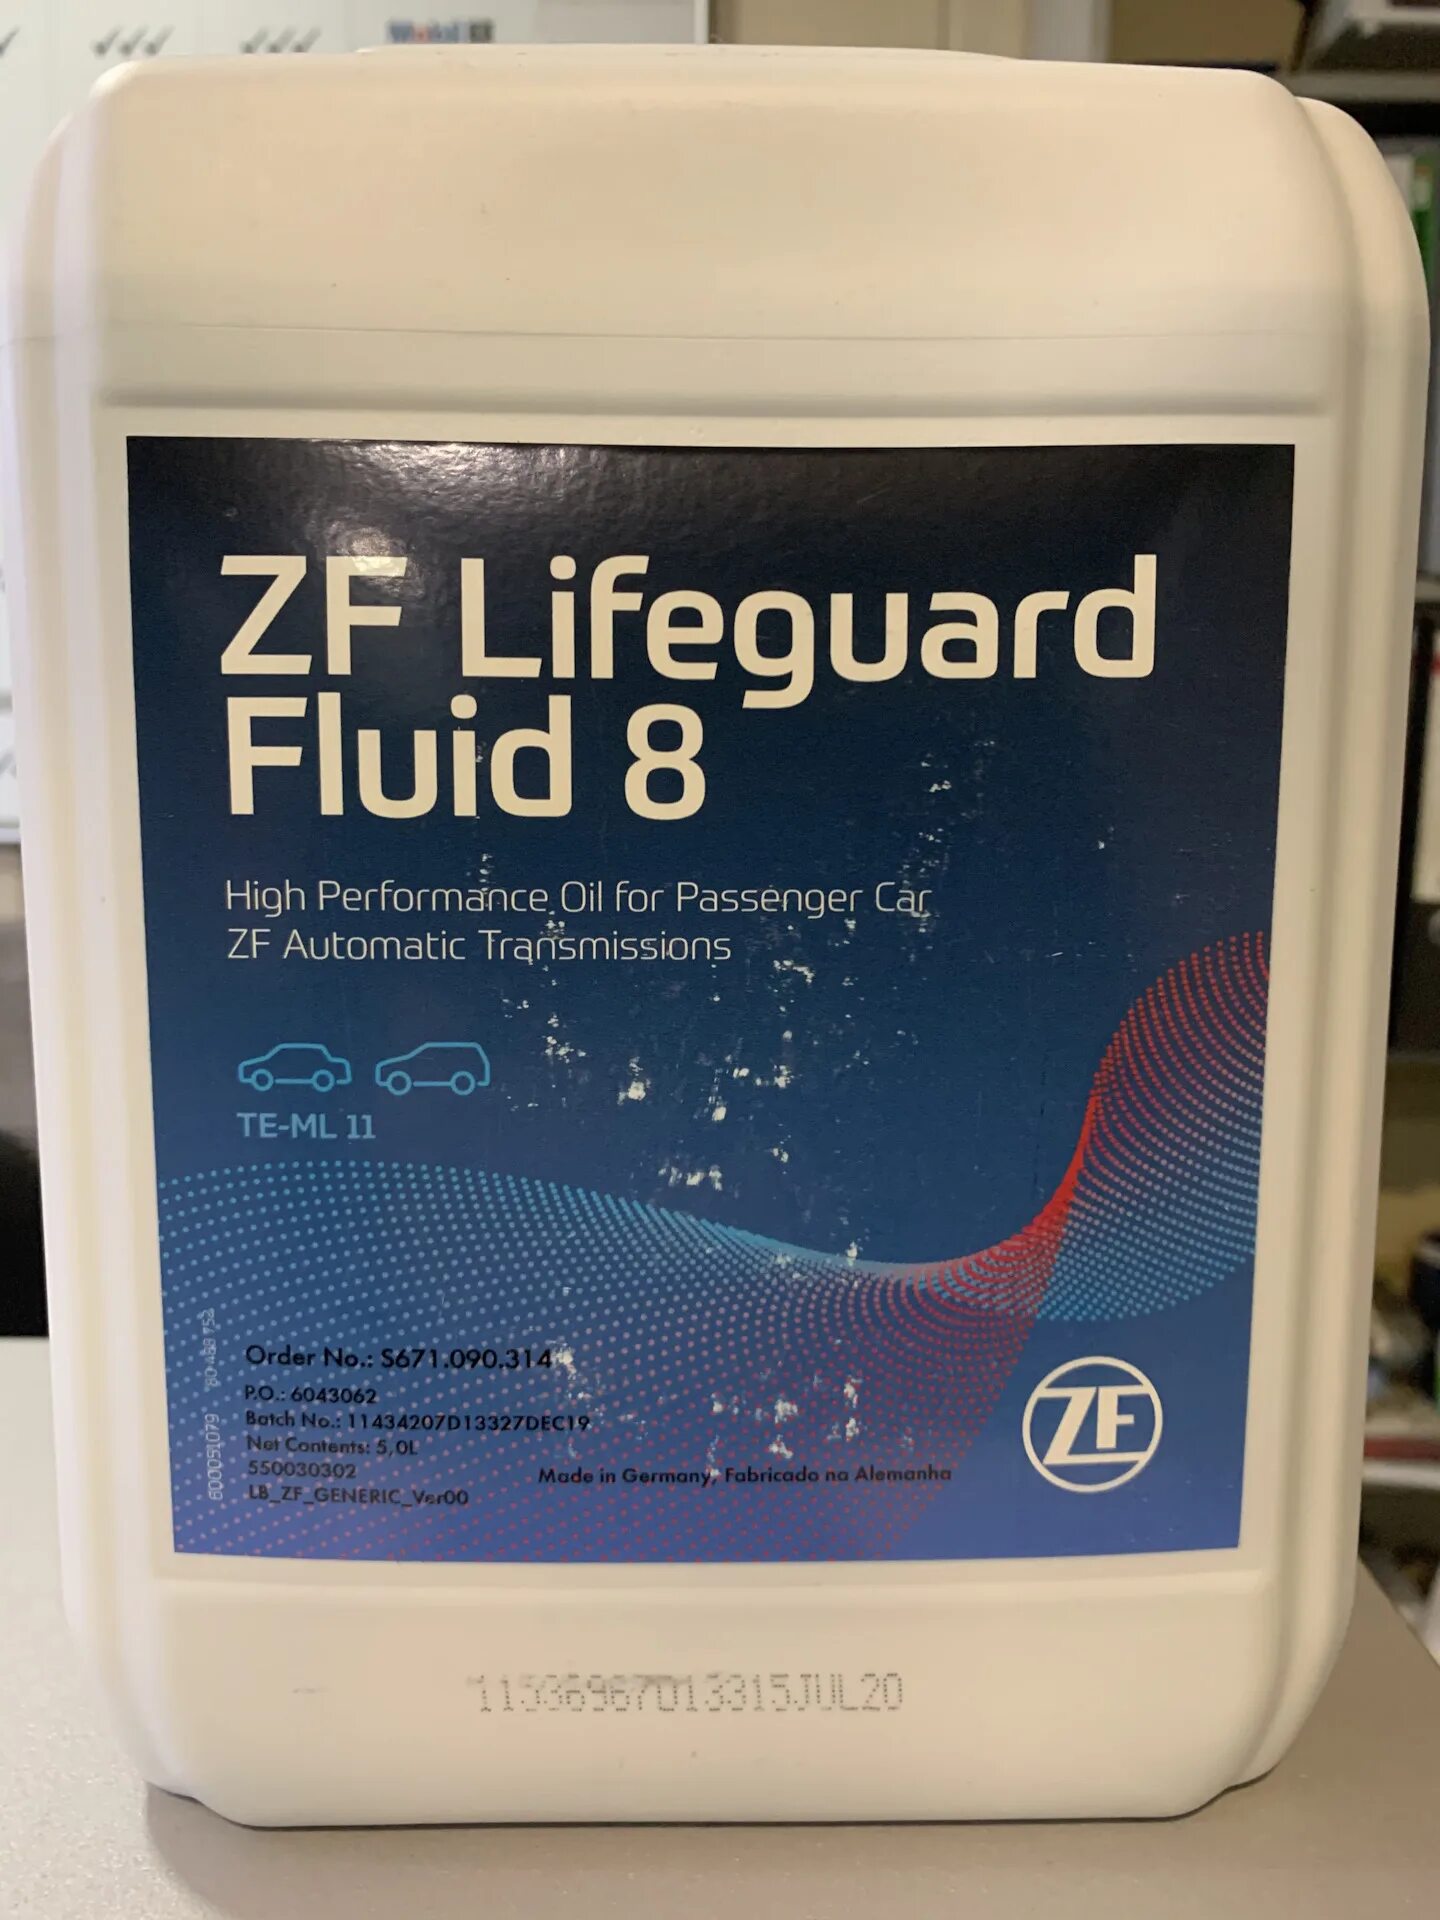 Mobil
ZF Lifeguard
Fluid 8
High Performance Oil for Passenger Car
ZF Automatic Transmissions
TE-ML 11
Order No.: S671.090.314
P.O.: 6043062
Batch No.: 11434207D13327DEC19
Net Contents: 5,0L
550030302
LB_ZF_GENERIC_Ver00
Made in Germany, Fabricado na Alemanha
ZF
600051079